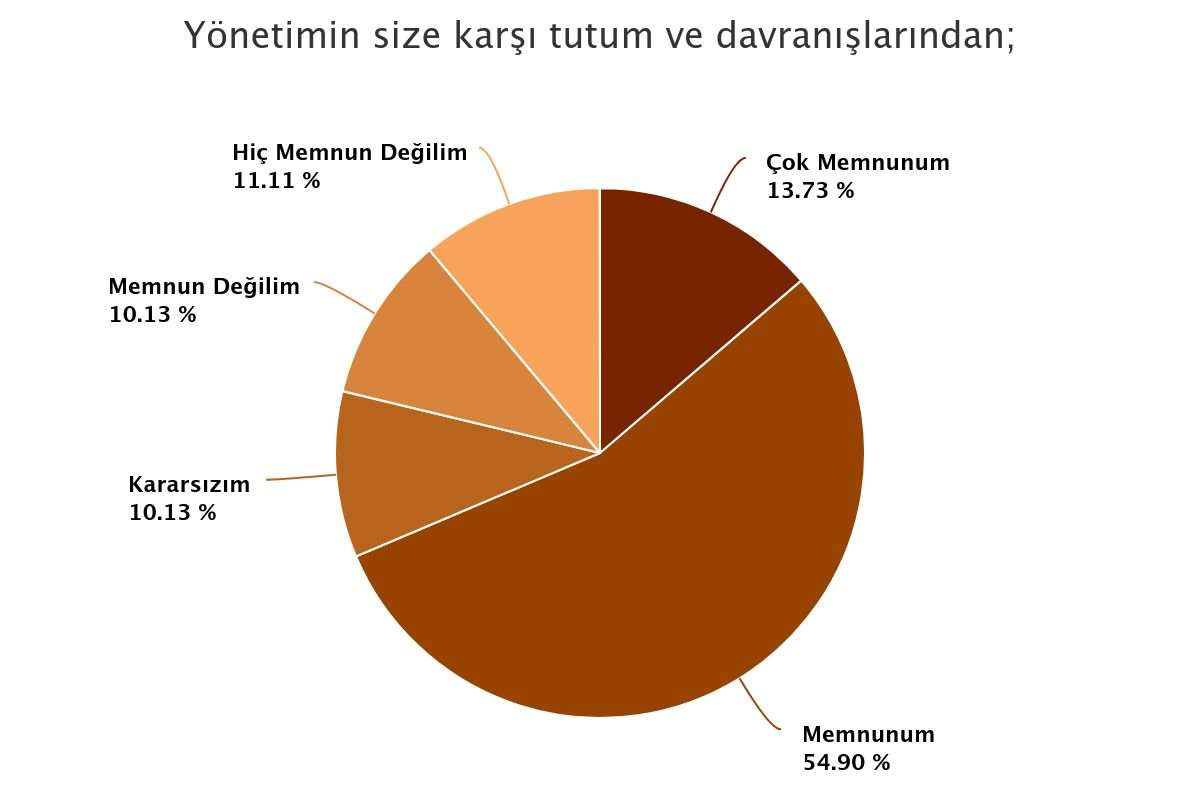 Yönetimin size karşı tutum ve davranışlarından;
Hiç Memnun Değilim
11.11 %
Çok Memnunum
13.73 %
Memnun Değilim
10.13 %
Kararsızım
10.13 %
Memnunum
54.90 %